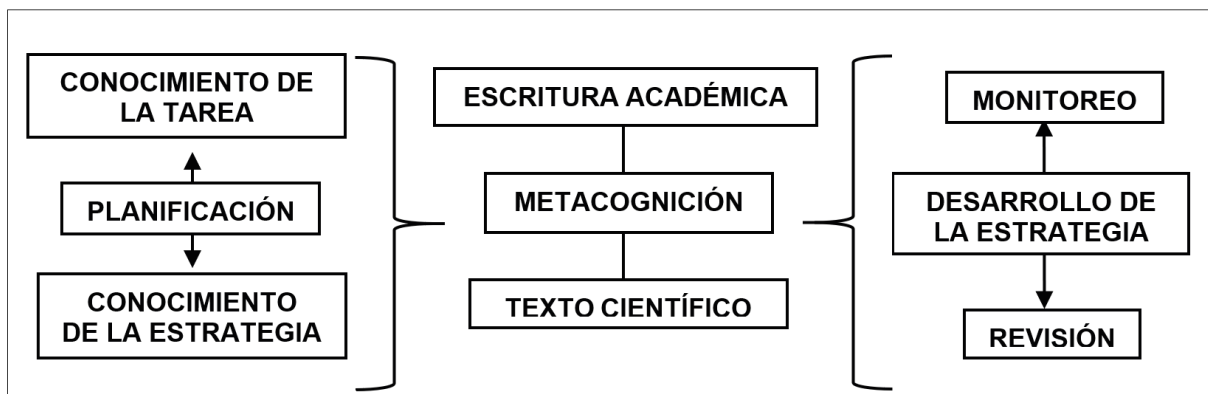 CONOCIMIENTO DE
LA TAREA
PLANIFICACIÓN
CONOCIMIENTO
DE LA ESTRATEGIA
ESCRITURA ACADÉMICA
METACOGNICIÓN
TEXTO CIENTÍFICO
MONITOREO
DESARROLLO DE
LA ESTRATEGIA
REVISIÓN